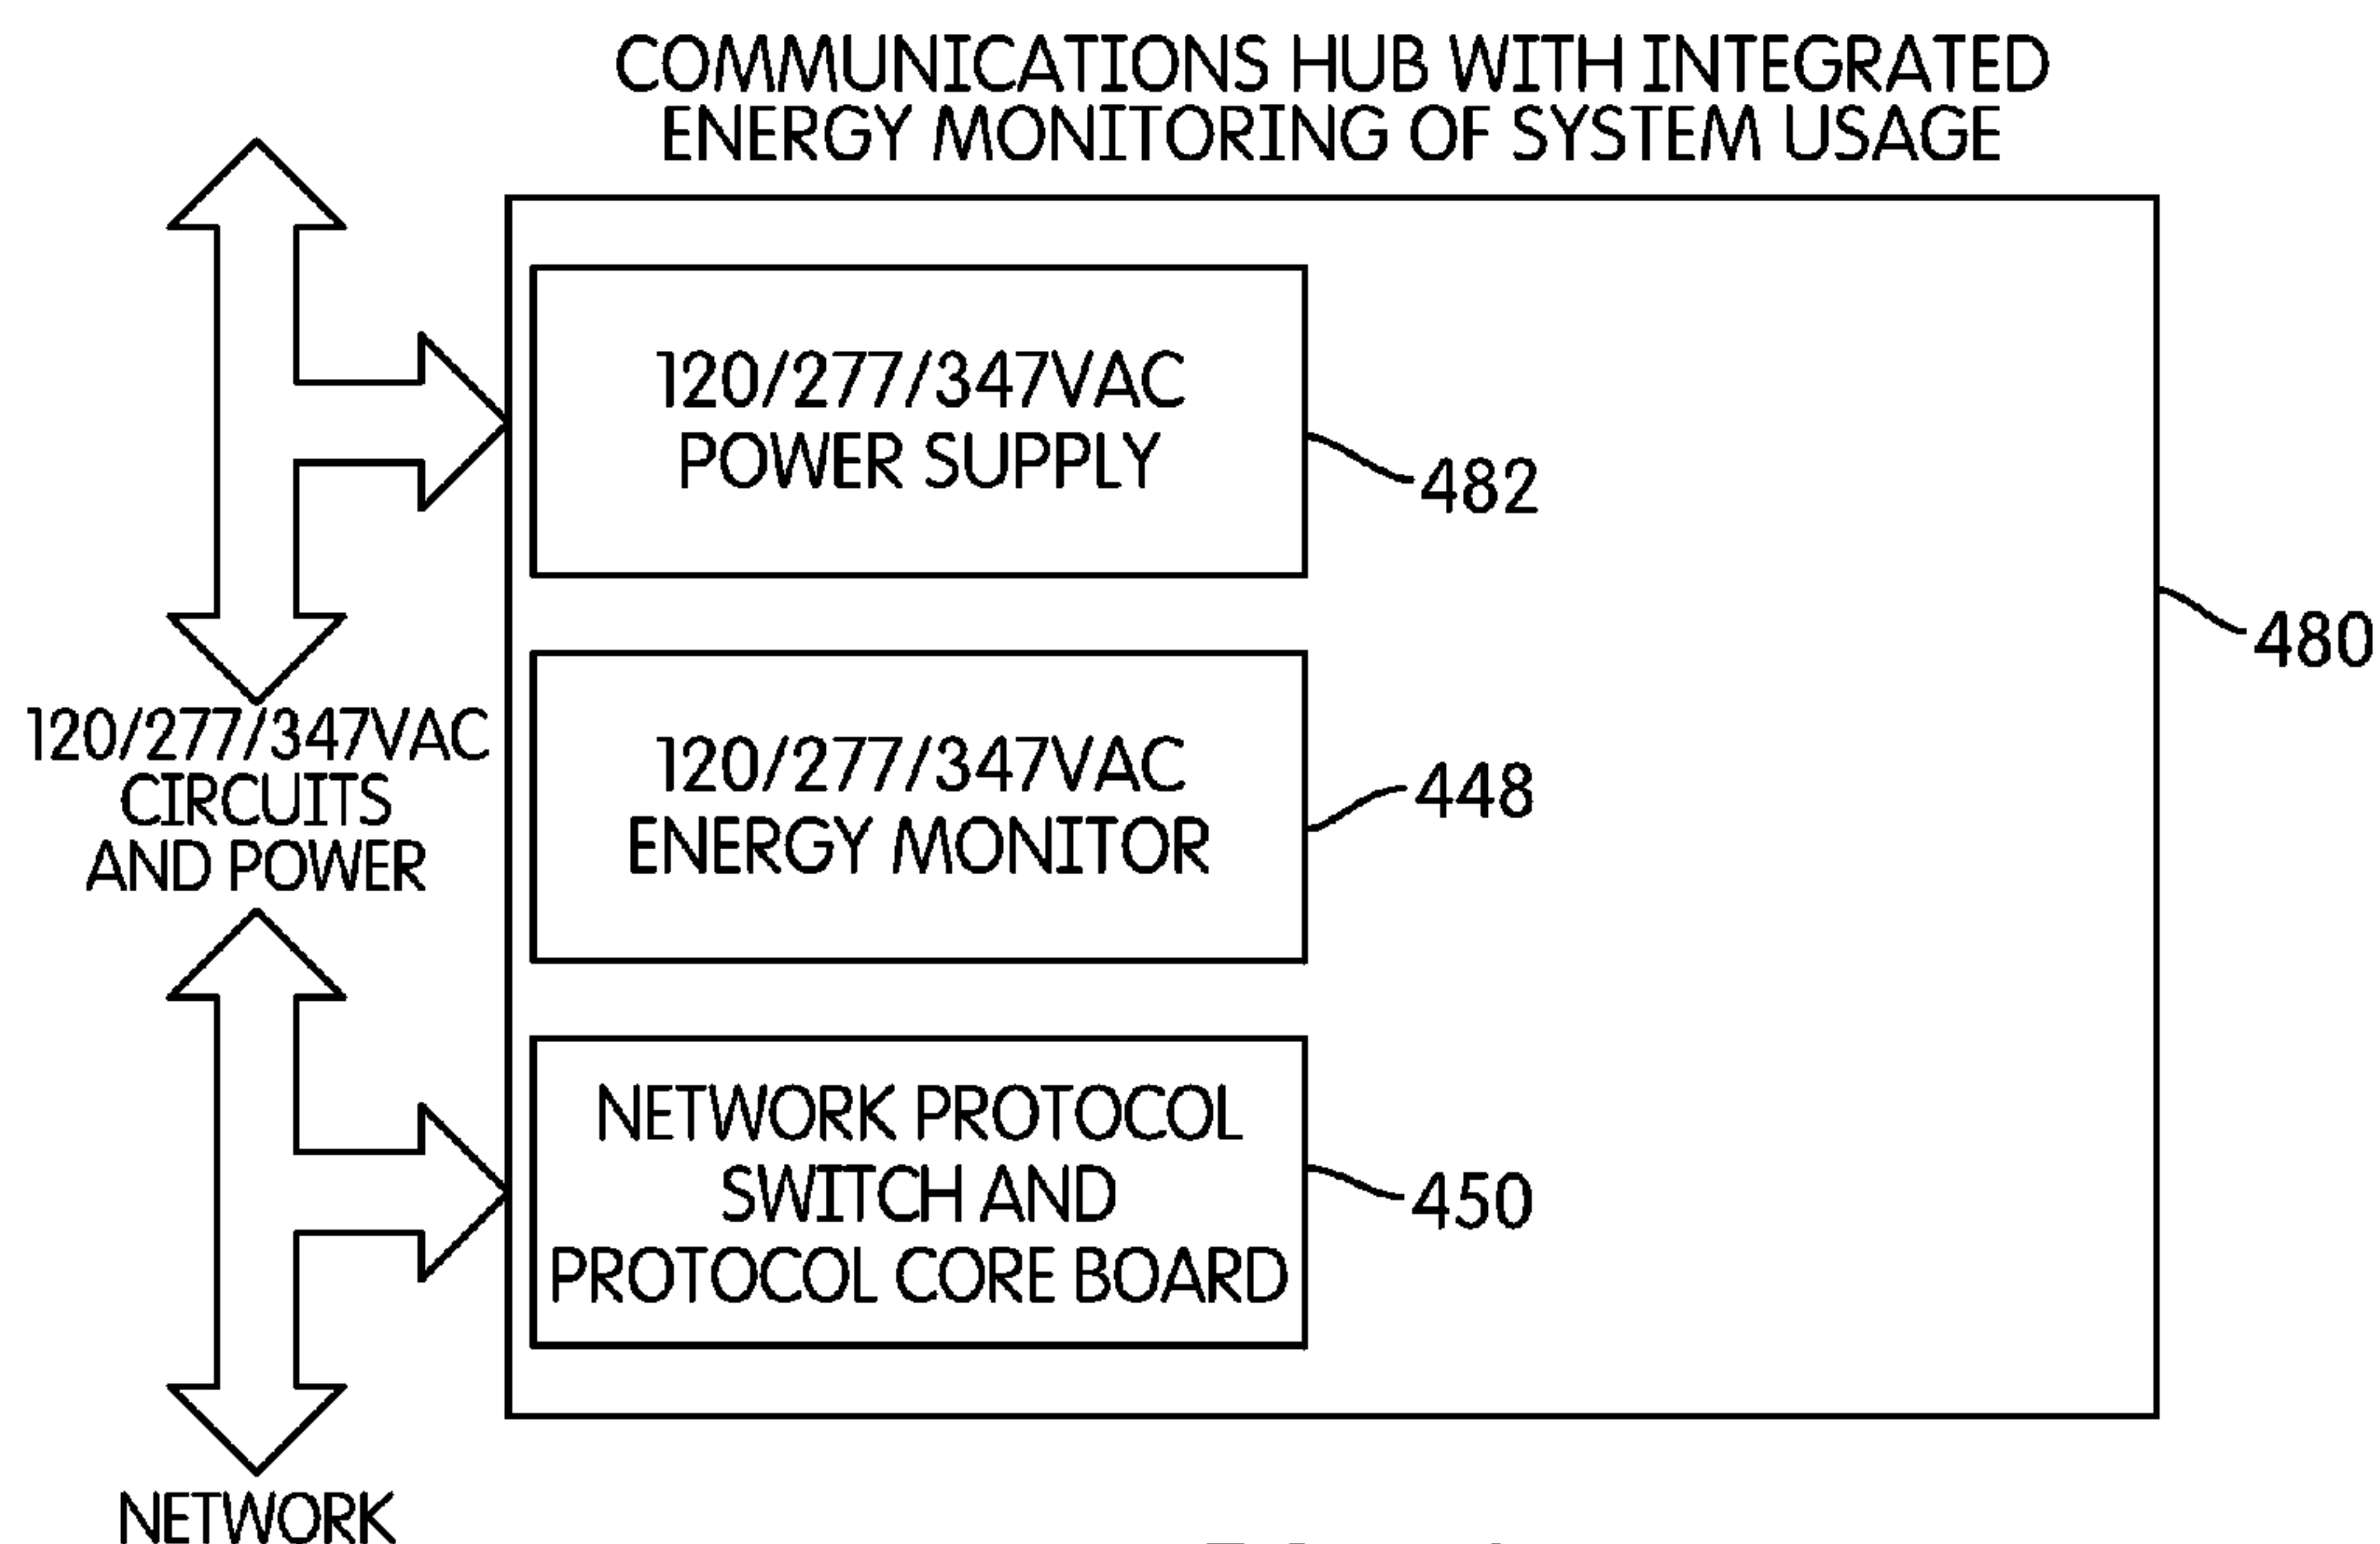 COMMUNICATIONS HUB WITH INTEGRATED
ENERGY MONITORING OF SYSTEM USAGE
120/277/347VAC
POWER SUPPLY
482
480
120/277/347VAC
CIRCUITS
AND POWER
120/277/347VAC
ENERGY MONITOR
448
NETWORK PROTOCOL
SWITCH AND
PROTOCOL CORE BOARD
450
NETWORK